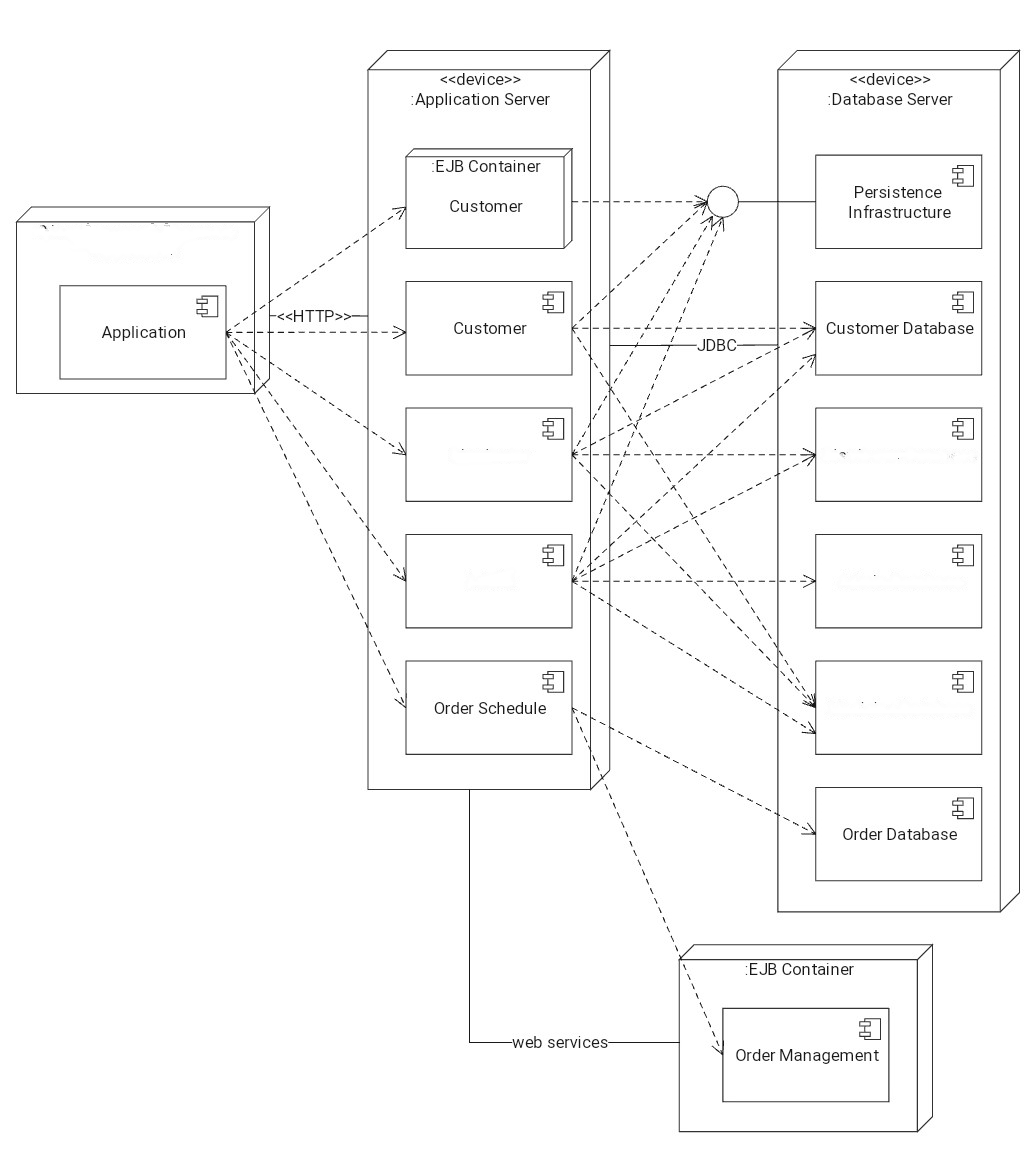 <<device>>
:Application Server
<<device>>
:Database Server
:EJB Container
Customer
Persistence
Infrastructure
Application
<<HTTP>>
Customer
JDBC
Customer Database
Order Schedule
Order Database
:EJB Container
web services
Order Management